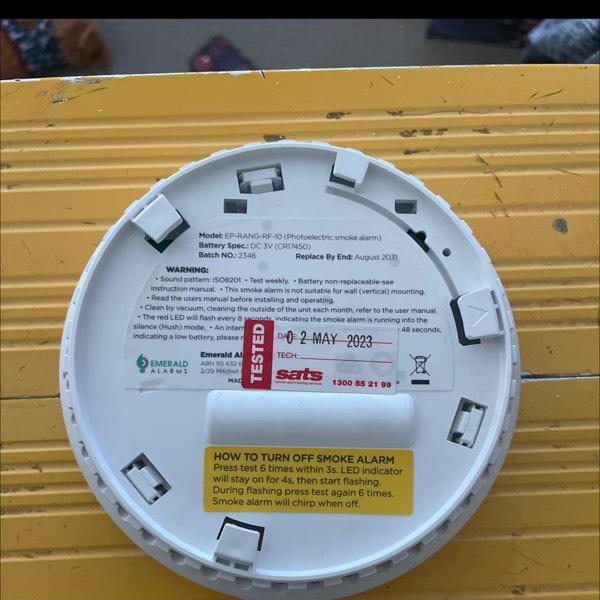 Model: EP-RANG-RF-10 (Photoelectric smoke alarm)
Battery Spec.: DC 3V (CR17450)
Batch NO.: 2346 Replace By End: August 2031
WARNING:
• Sound pattern: ISO8201 • Test weekly. • Battery non-replaceable-see
instruction manual. • This smoke alarm is not suitable for wall (vertical) mounting.
• Read the users manual before installing and operating.
• Clean by vacuum, cleaning the outside of the unit each month, refer to the user manual.
• The red LED will flash every 8 seconds, indicating the smoke alarm is running into the
silence (Hush) mode. • An 48 seconds,
indicating a low battery, please
TESTED
DATE: 02 MAY 2023
TECH:
sats
smoke alarm testing services
1300 55 21 99
EMERALD
ALARMS
Emerald
ABN 50 632
2/29 Mitchell
HOW TO TURN OFF SMOKE ALARM
Press test 6 times within 3s. LED indicator
will stay on for 4s, then start flashing.
During flashing press test again 6 times.
Smoke alarm will chirp when off.